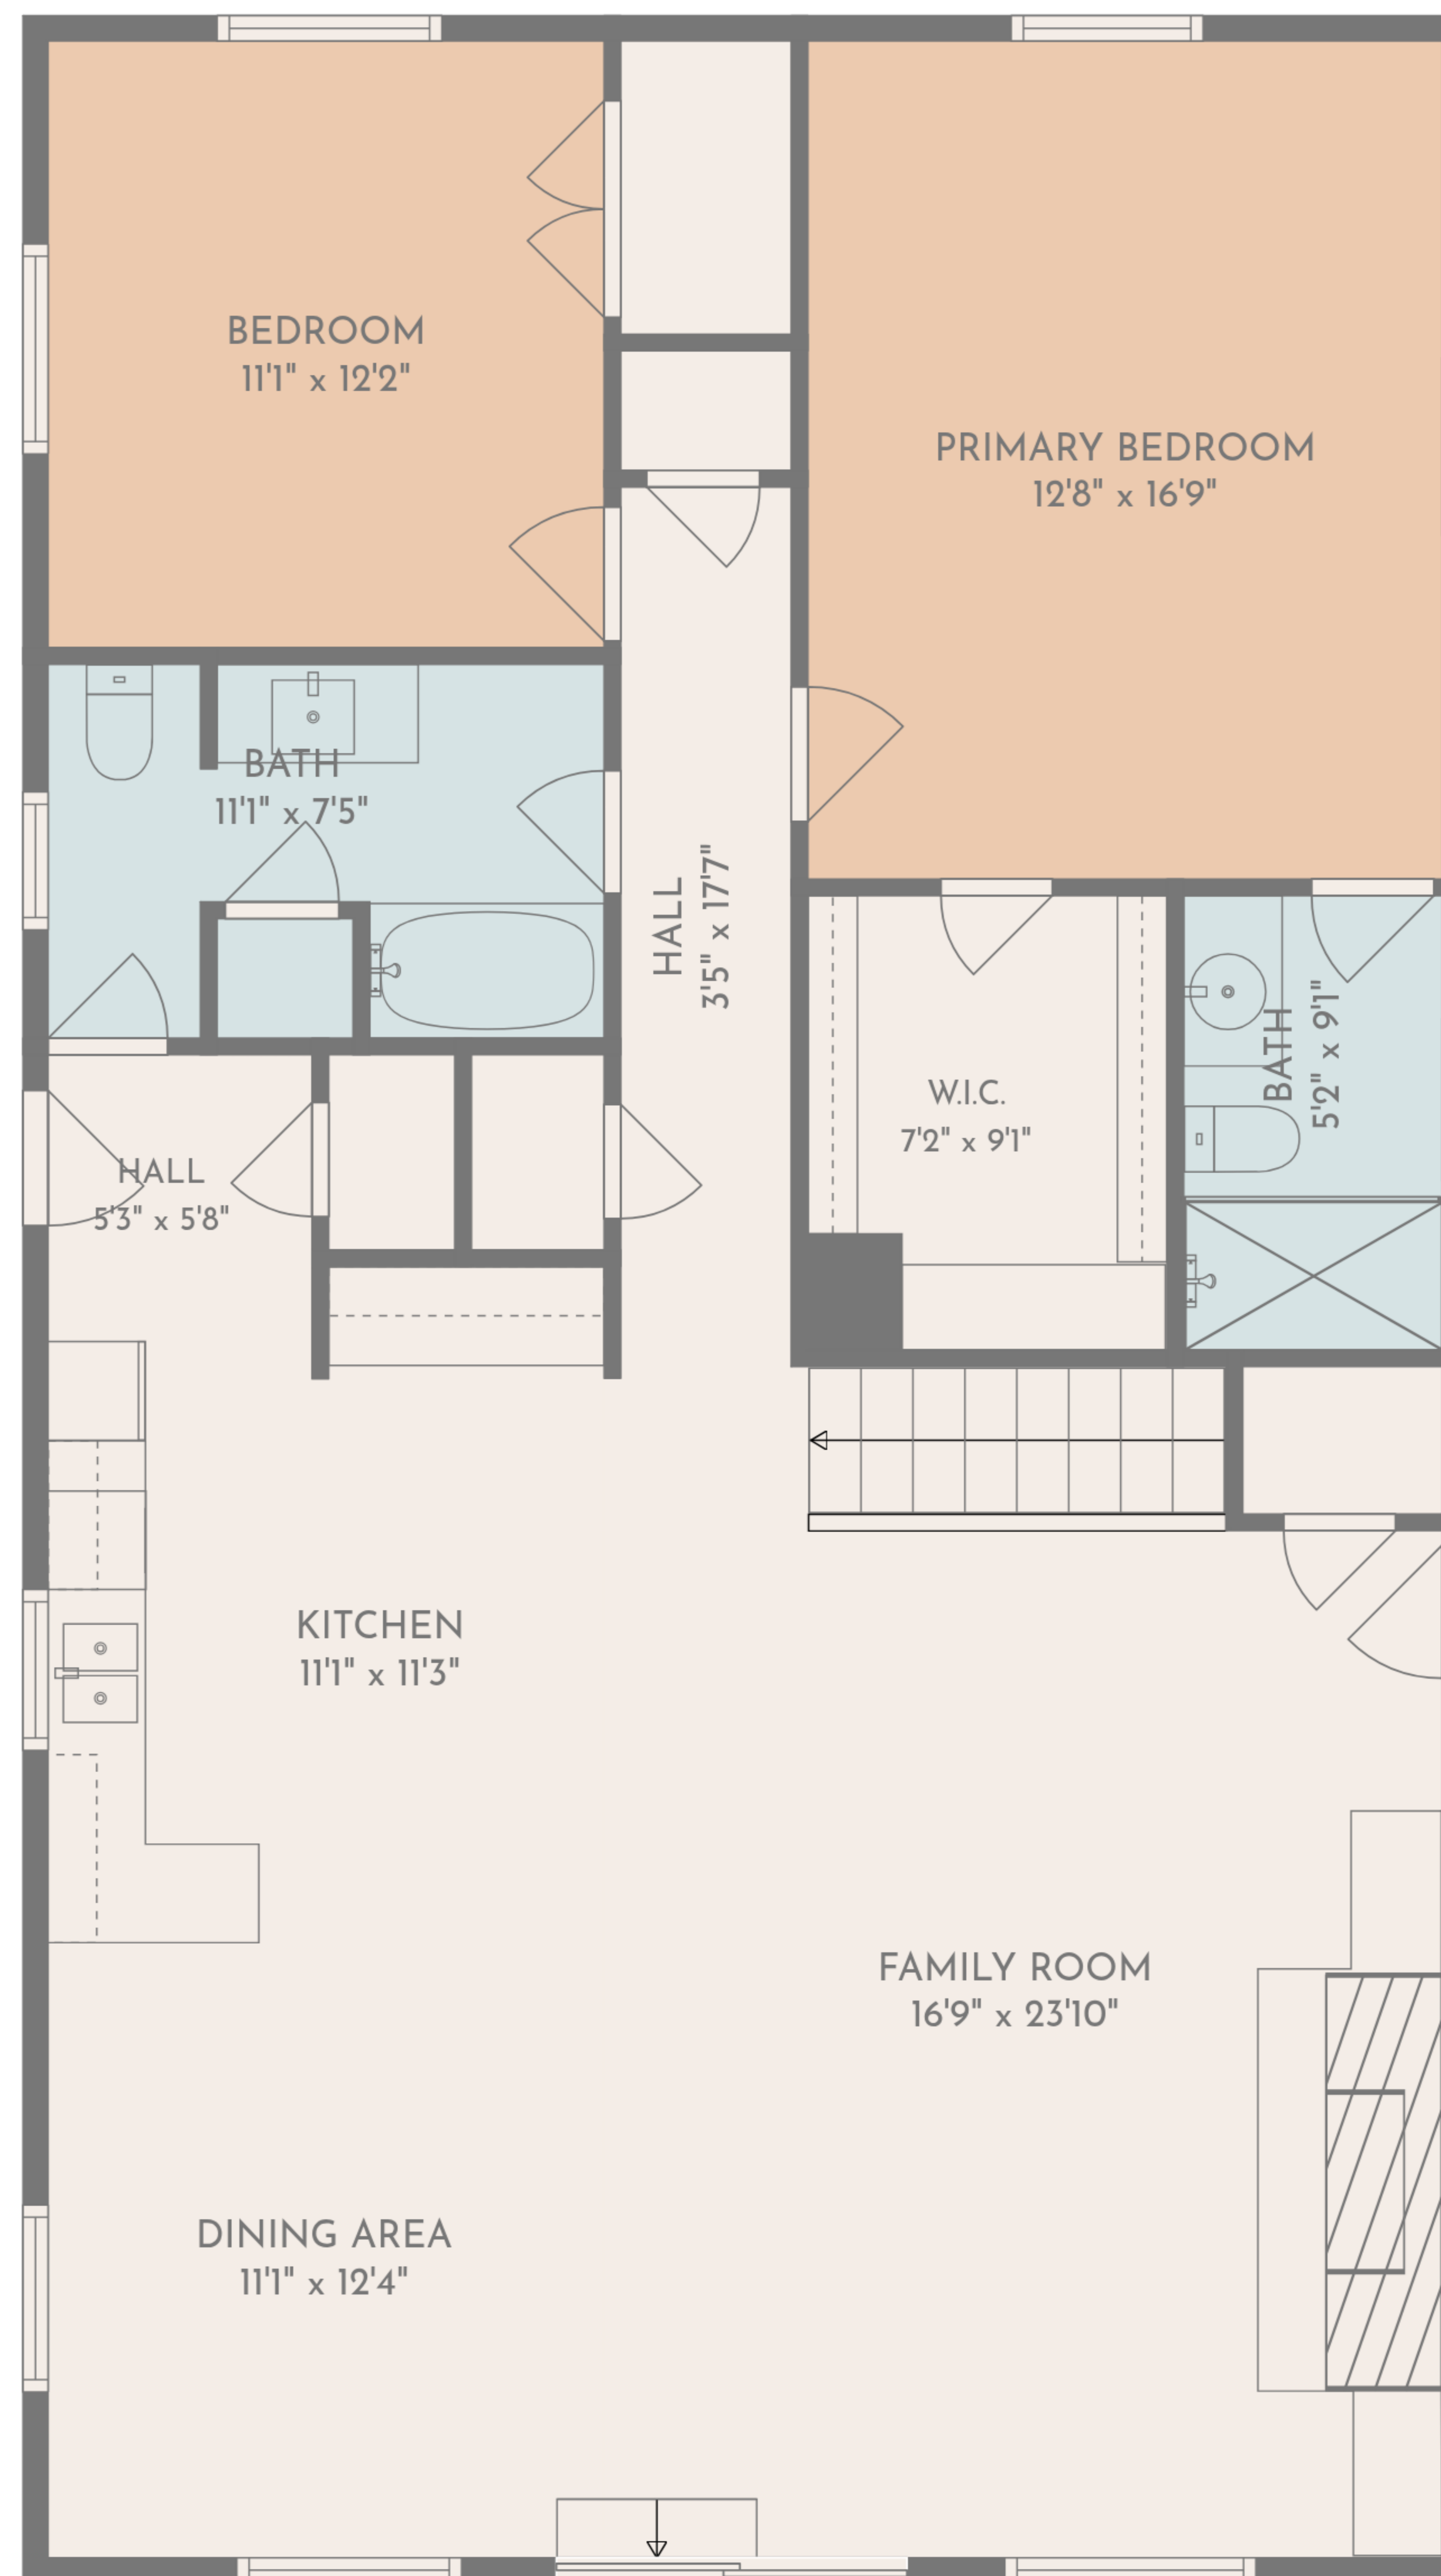 BEDROOM
11'1" x 12'2"
PRIMARY BEDROOM
12'8" x 16'9"
BATH
11'1" x 7'5"
HALL
3'5" x 17'7"
BATH
5'2" x 9'1"
W.I.C.
7'2" x 9'1"
HALL
5'3" x 5'8"
KITCHEN
11'1" x 11'3"
FAMILY ROOM
16'9" x 23'10"
DINING AREA
11'1" x 12'4"